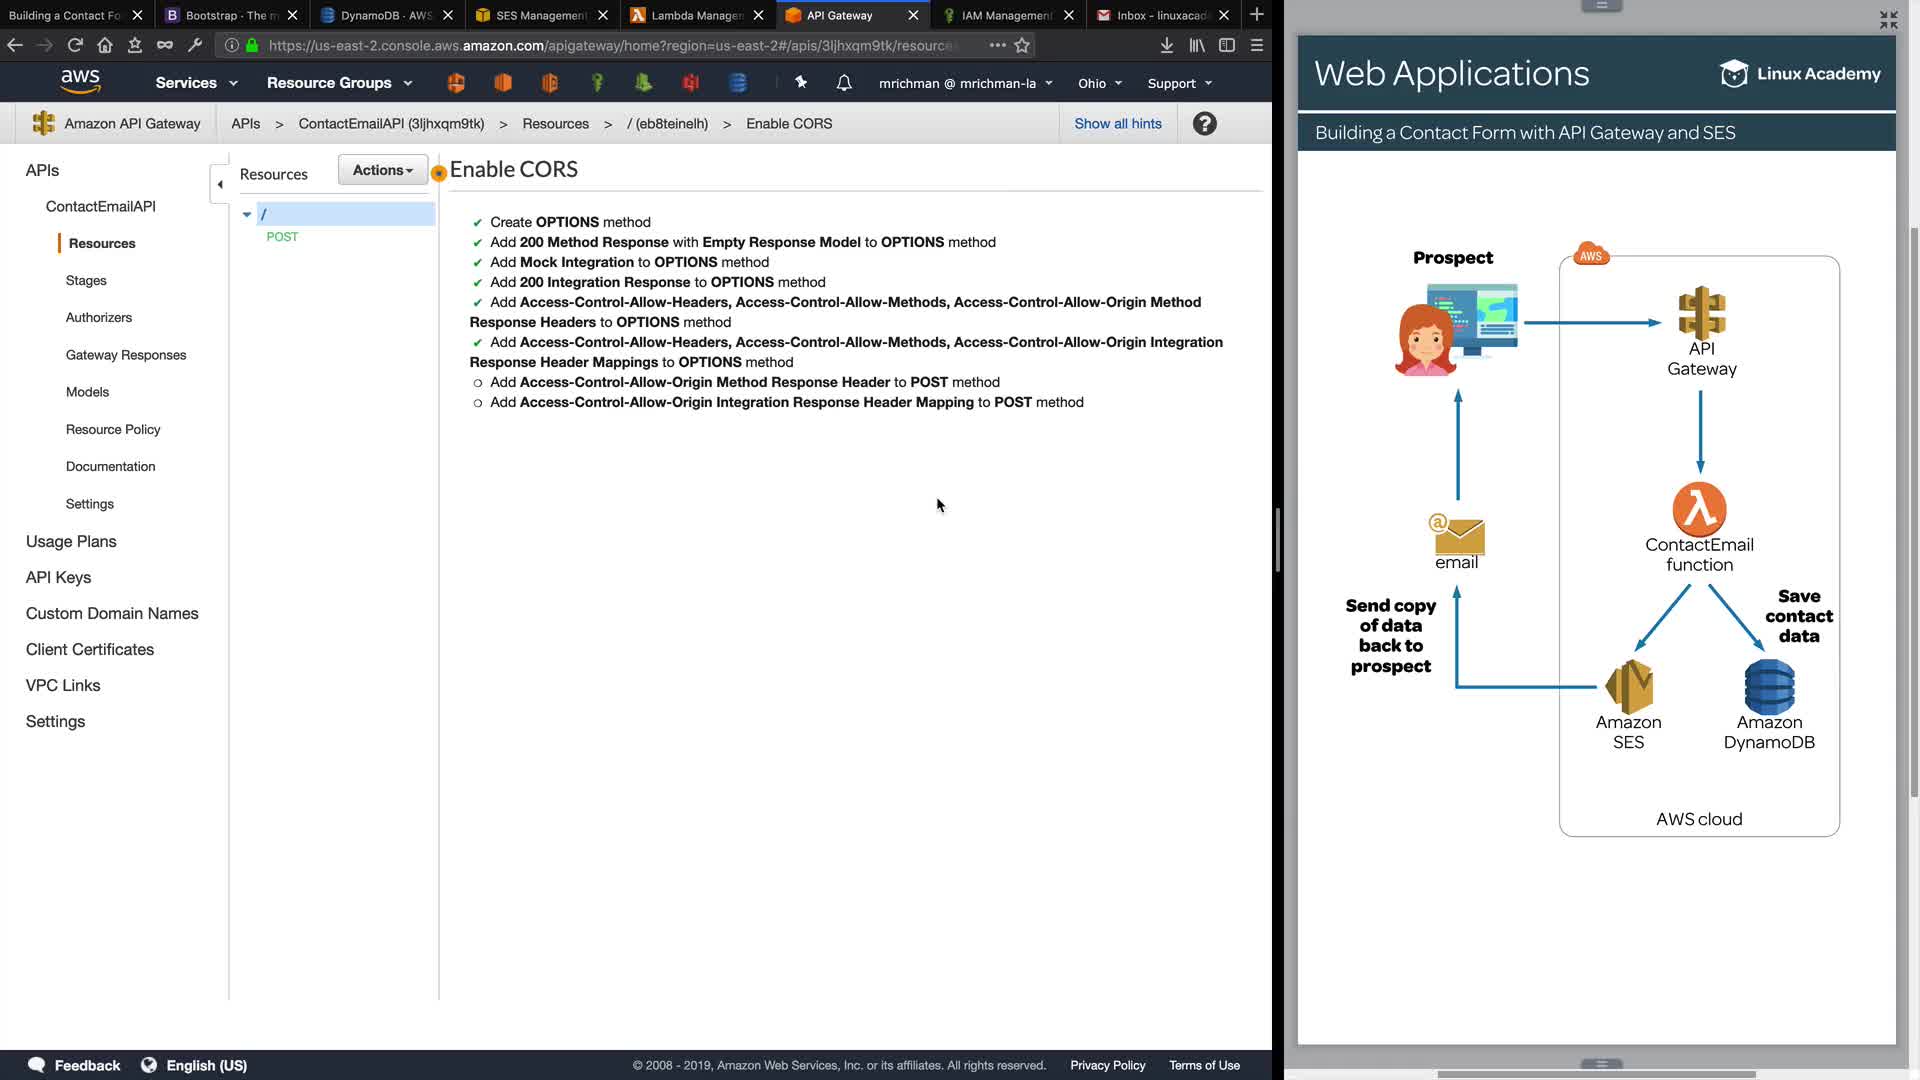 Building a Contact Fo
Bootstrap · The m
DynamoDB · AWS
SES Management
Lambda Manage
API Gateway
IAM Management
Inbox - linuxacad
https://us-east-2.console.aws.amazon.com/apigateway/home?region=us-east-2#/apis/3ljhxqm9tk/resource
aws
Services
Resource Groups
mrichman @ mrichman-la
Ohio
Support
Amazon API Gateway
APIs > ContactEmailAPI (3ljhxqm9tk) > Resources > / (eb8teinelh) > Enable CORS
Show all hints
?
APIs
ContactEmailAPI
Resources
Stages
Authorizers
Gateway Responses
Models
Resource Policy
Documentation
Settings
Usage Plans
API Keys
Custom Domain Names
Client Certificates
VPC Links
Settings
Resources
Actions
/
POST
Enable CORS
✔ Create OPTIONS method
✔ Add 200 Method Response with Empty Response Model to OPTIONS method
✔ Add Mock Integration to OPTIONS method
✔ Add 200 Integration Response to OPTIONS method
✔ Add Access-Control-Allow-Headers, Access-Control-Allow-Methods, Access-Control-Allow-Origin Method
Response Headers to OPTIONS method
✔ Add Access-Control-Allow-Headers, Access-Control-Allow-Methods, Access-Control-Allow-Origin Integration
Response Header Mappings to OPTIONS method
Add Access-Control-Allow-Origin Method Response Header to POST method
Add Access-Control-Allow-Origin Integration Response Header Mapping to POST method
Feedback
English (US)
© 2008 - 2019, Amazon Web Services, Inc. or its affiliates. All rights reserved.
Privacy Policy
Terms of Use
Web Applications
Linux Academy
Building a Contact Form with API Gateway and SES
Prospect
AWS
API
Gateway
ContactEmail
function
email
Send copy
of data
back to
prospect
Save
contact
data
Amazon
SES
Amazon
DynamoDB
AWS cloud